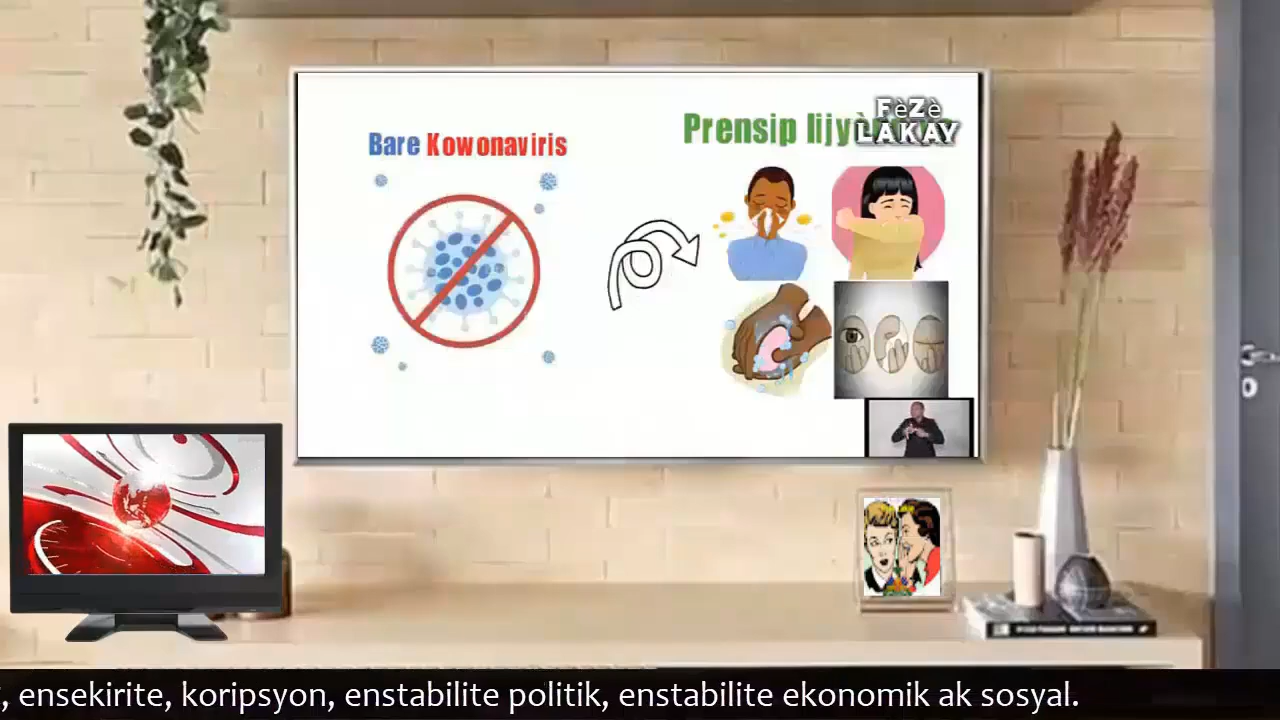 Bare Kowonaviris
Prensip
FèZè
LAKAY
, ensekirite, koripsyon, enstabilite politik, enstabilite ekonomik ak sosyal.